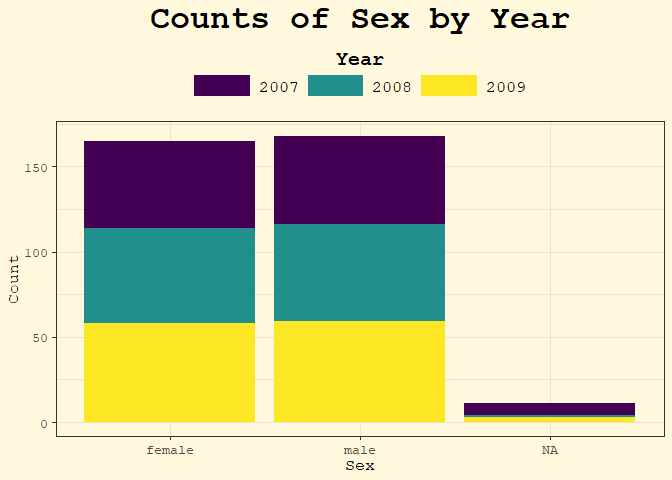 Counts of Sex by Year
Year
2007 2008 2009
150
100
50
0
Count
female male NA
Sex